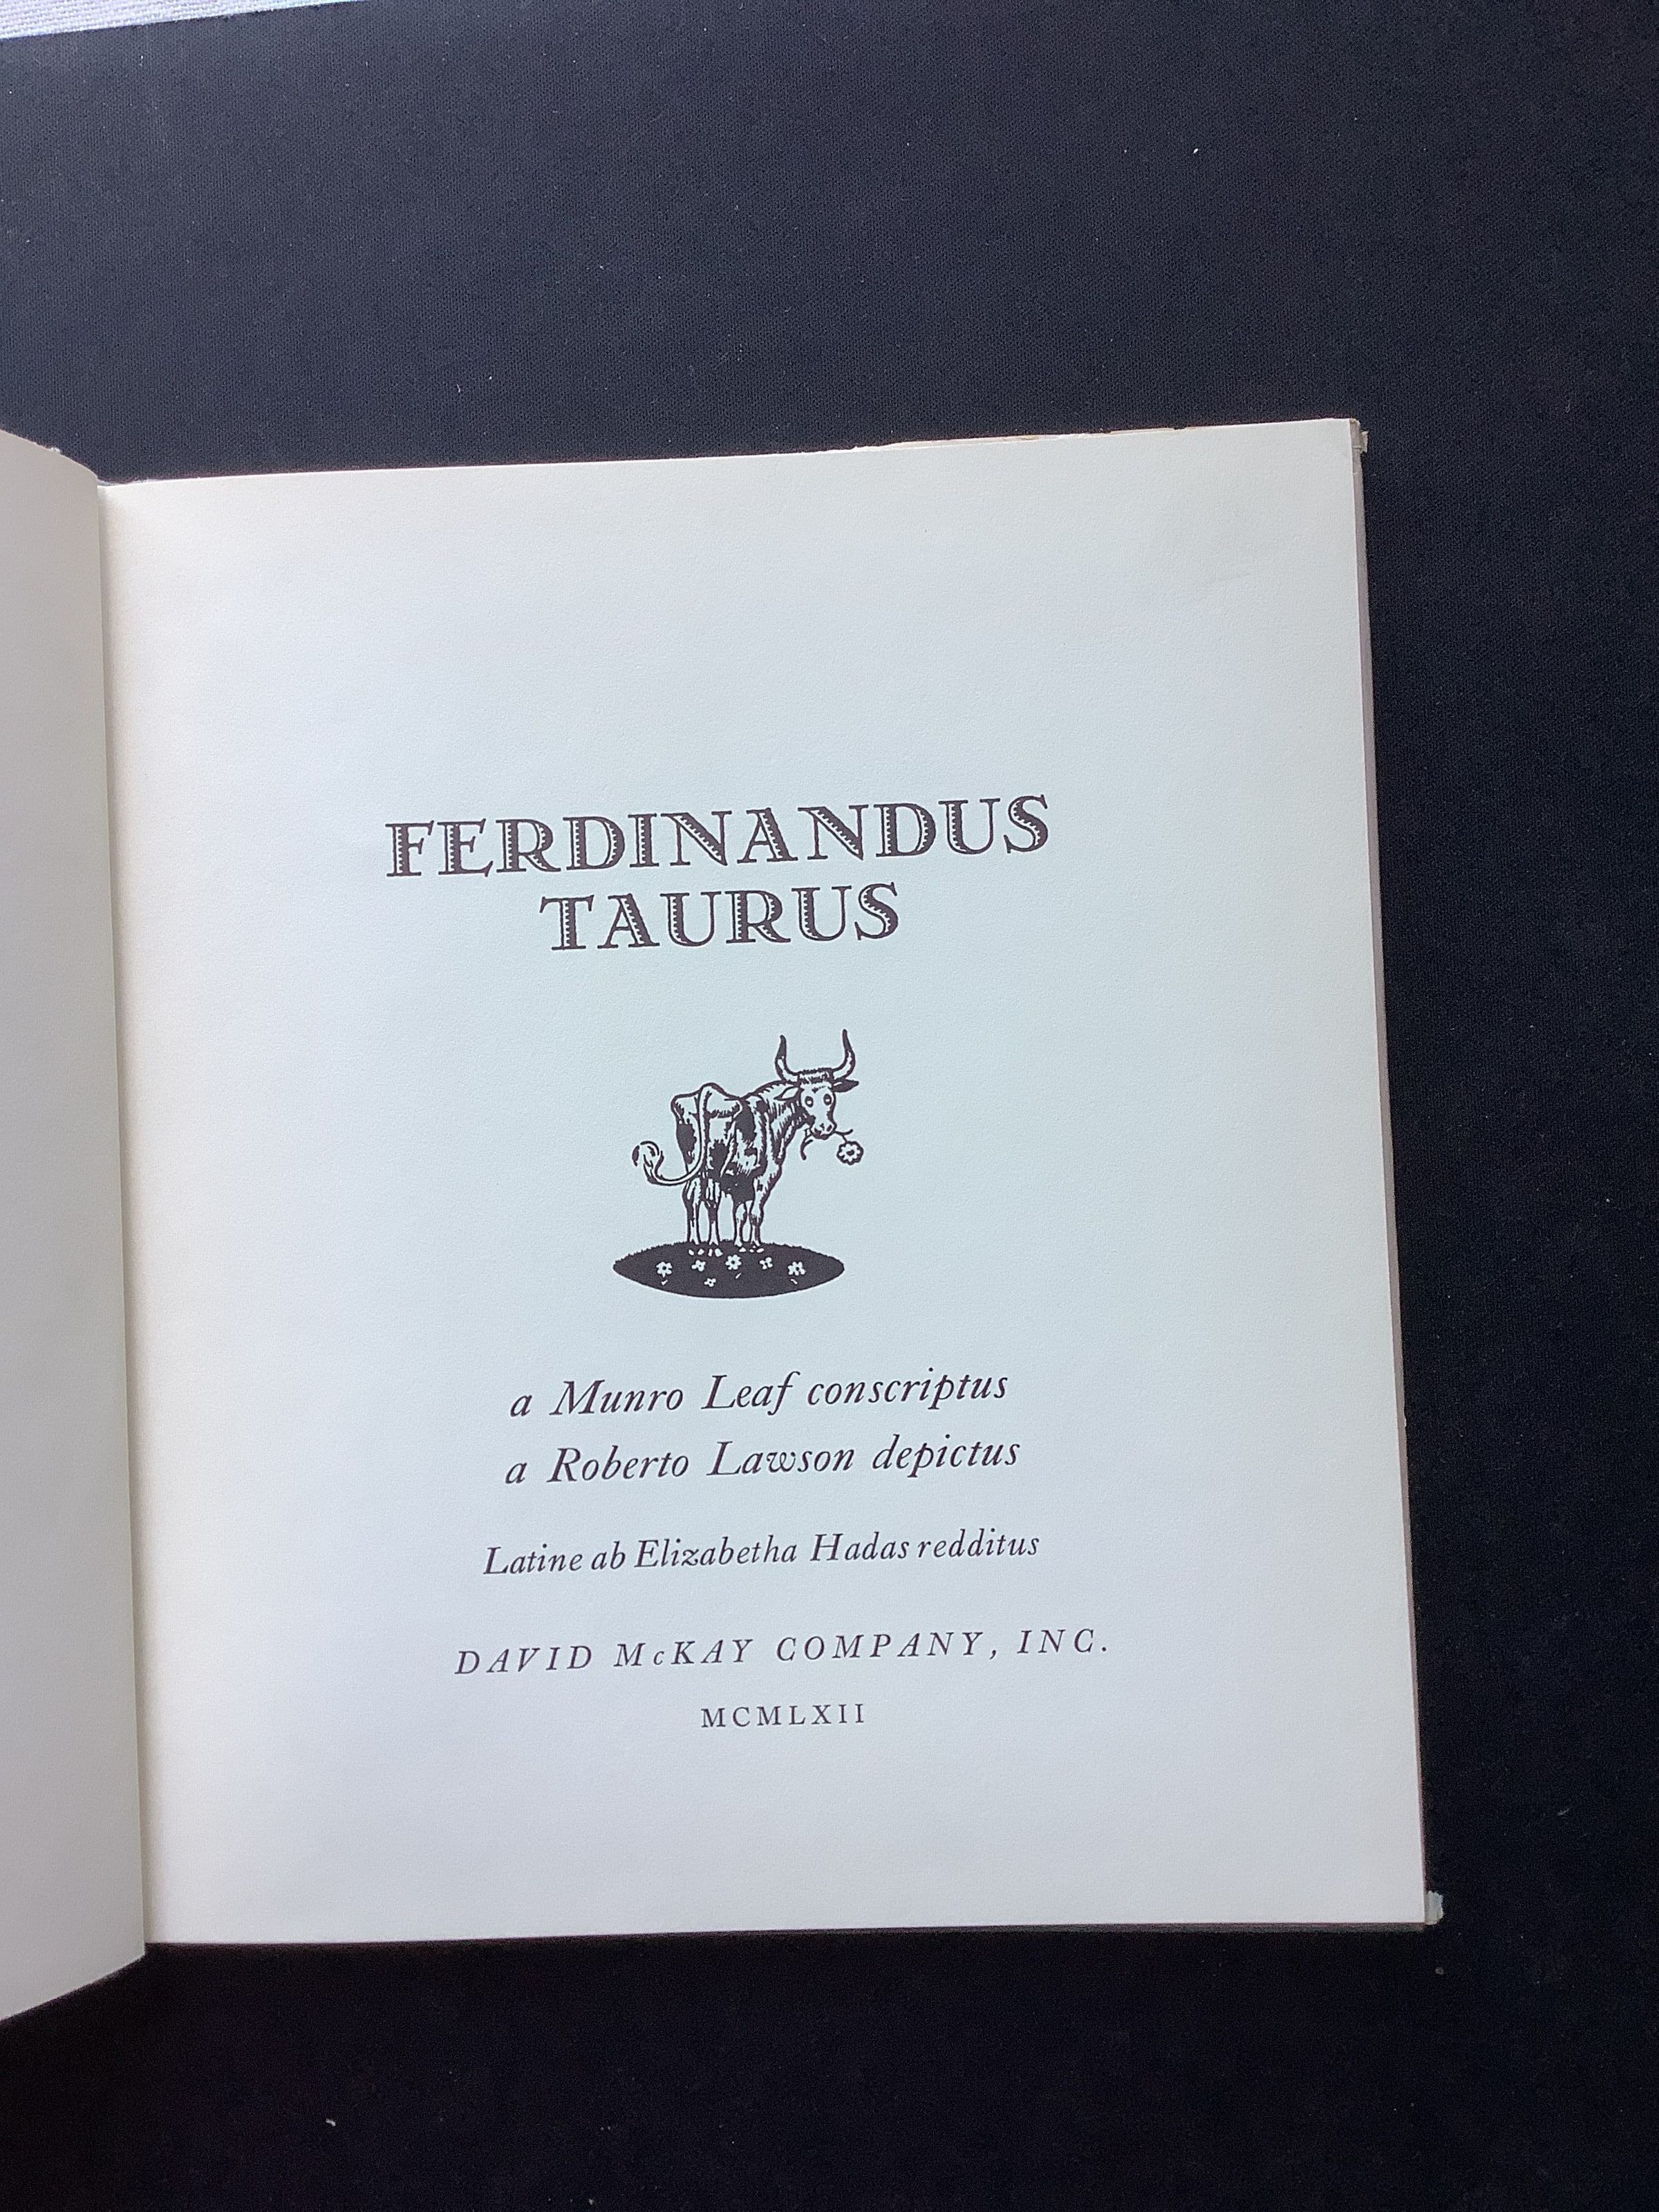 FERDINANDUS
TAURUS
a Munro Leaf conscriptus
a Roberto Lawson depictus
Latine ab Elizabetha Hadas redditus
DAVID McKAY COMPANY, INC.
MCMLXII